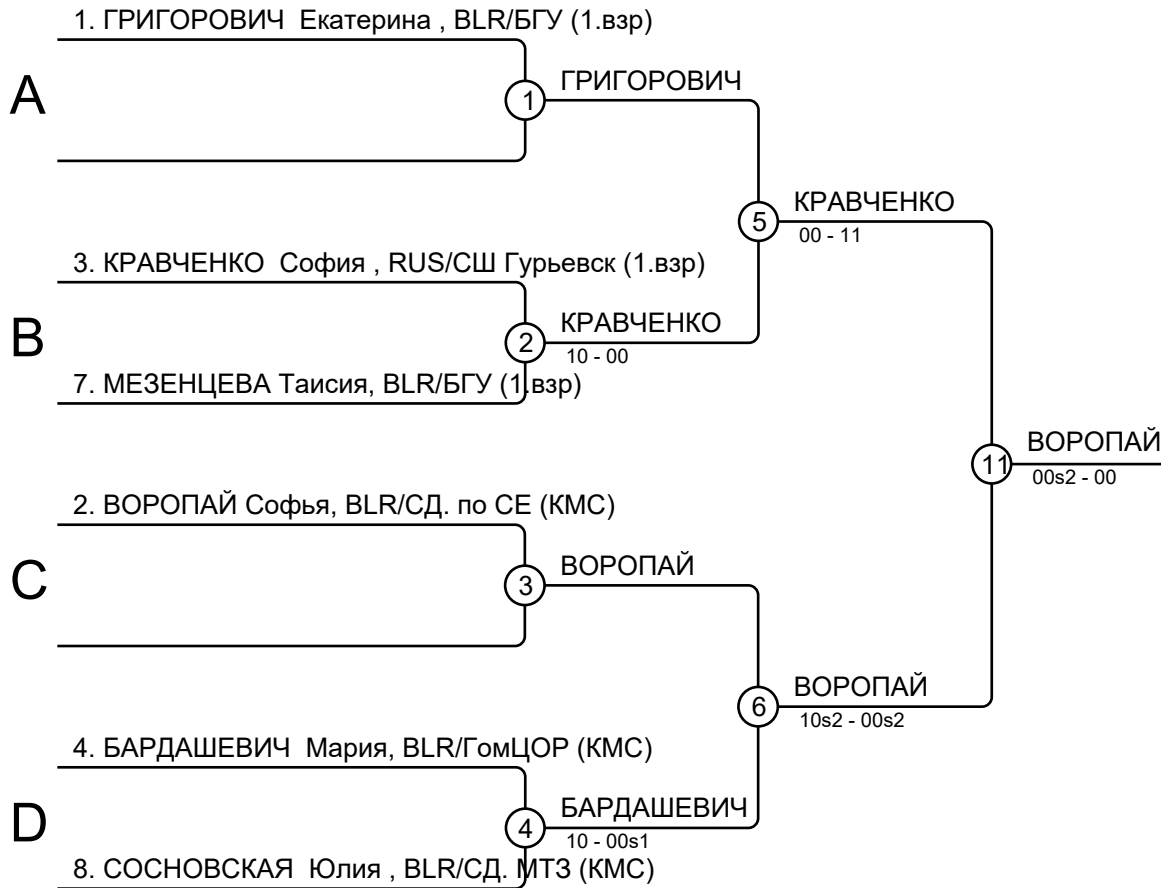 1. ГРИГОРОВИЧ  Екатерина , BLR/БГУ (1.взр)
A
1
ГРИГОРОВИЧ
5
КРАВЧЕНКО
00 - 11
3. КРАВЧЕНКО  София , RUS/СШ Гурьевск (1.взр)
B
2
КРАВЧЕНКО
10 - 00
7. МЕЗЕНЦЕВА Таисия, BLR/БГУ (1.взр)
11
ВОРОПАЙ
00s2 - 00
2. ВОРОПАЙ Софья, BLR/СД. по СЕ (КМС)
C
3
ВОРОПАЙ
6
ВОРОПАЙ
10s2 - 00s2
4. БАРДАШЕВИЧ  Мария, BLR/ГомЦОР (КМС)
D
4
БАРДАШЕВИЧ
10 - 00s1
8. СОСНОВСКАЯ  Юлия , BLR/СД. МТЗ (КМС)